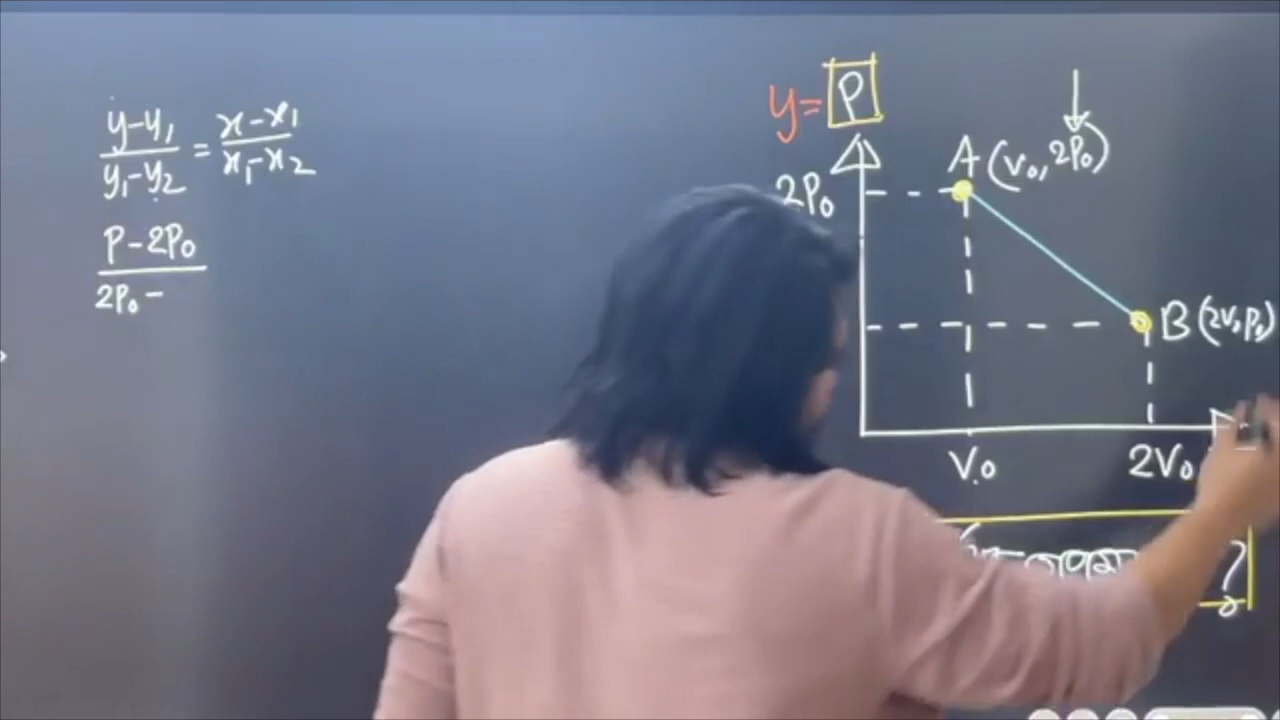 y-y₁/y₁-y₂ = x-x₁/x₁-x₂
P-2P₀/2P₀-
y= P
2P₀
A(V₀, 2P₀)
B(2V₀, P₀)
V₀
2V₀
?